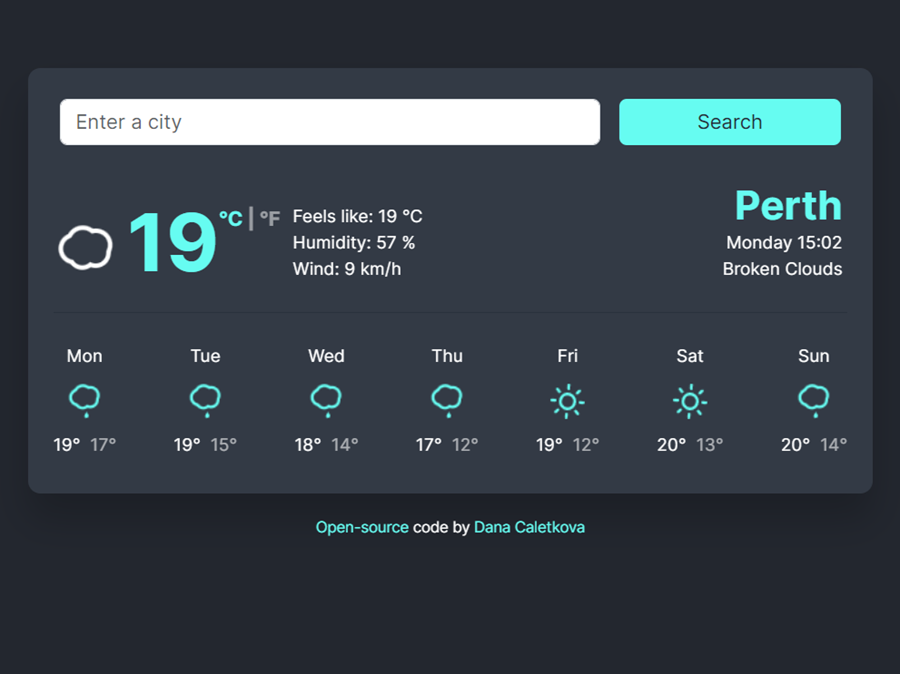 Enter a city
Search
19 °C | °F
Feels like: 19 °C
Humidity: 57 %
Wind: 9 km/h
Perth
Monday 15:02
Broken Clouds
Mon Tue Wed Thu Fri Sat Sun
19° 17° 19° 15° 18° 14° 17° 12° 19° 12° 20° 13° 20° 14°
Open-source code by Dana Caletkova